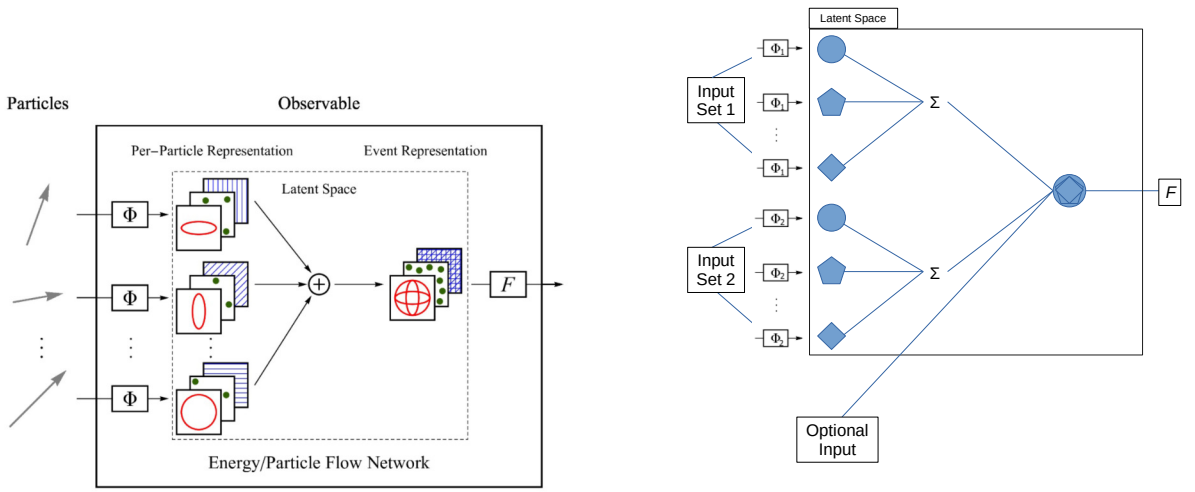 Particles
Observable
Per-Particle Representation
Event Representation
Latent Space
Φ
Φ
Φ
+
F
Energy/Particle Flow Network
Latent Space
Input
Set 1
Φ1
Φ1
Φ1
Σ
Input
Set 2
Φ2
Φ2
Φ2
Σ
F
Optional
Input